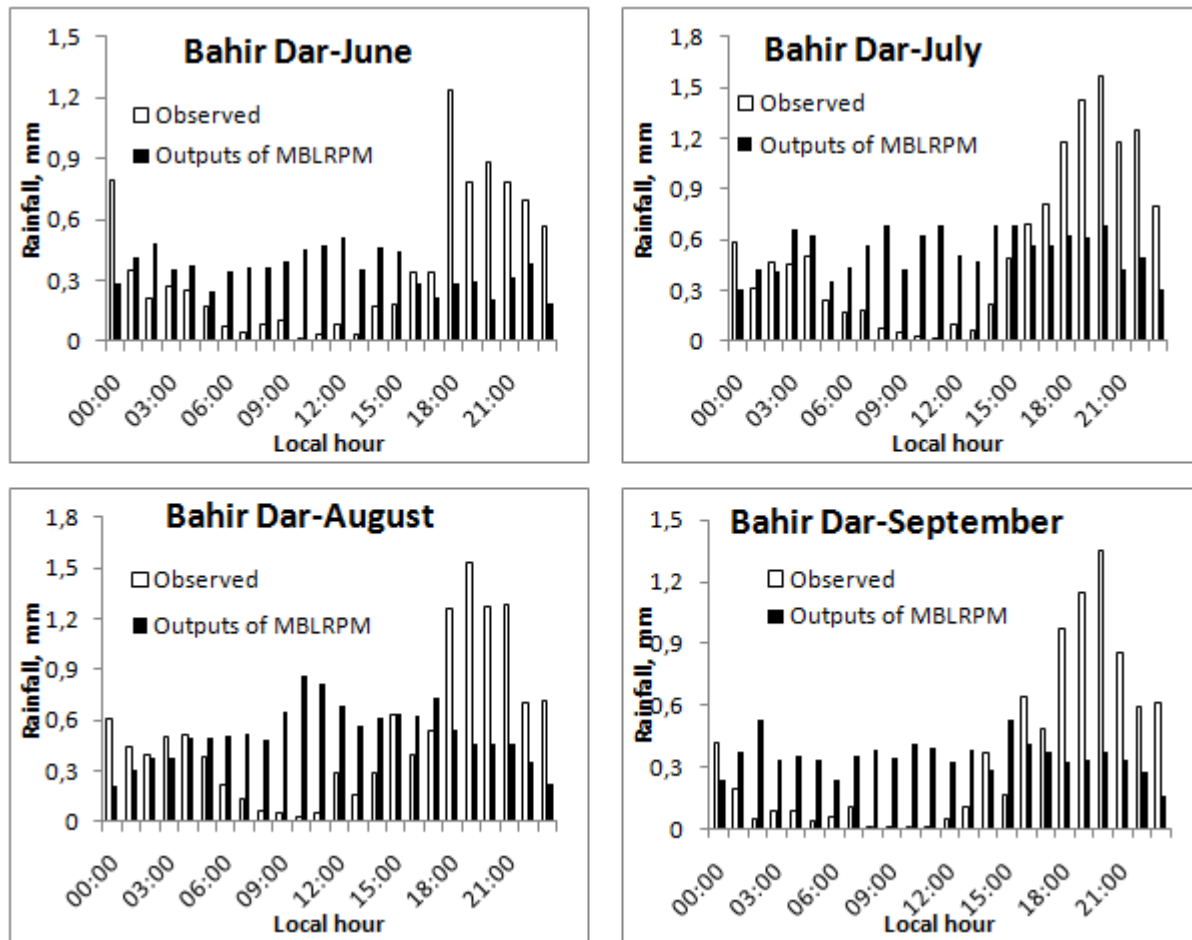 Bahir Dar-June
Rainfall, mm
1,5
1,2
0,9
0,6
0,3
0
Observed
Outputs of MBLRPM
00:00
03:00
06:00
09:00
12:00
15:00
18:00
21:00
Local hour
Bahir Dar-July
Rainfall, mm
1,8
1,5
1,2
0,9
0,6
0,3
0
Observed
Outputs of MBLRPM
00:00
03:00
06:00
09:00
12:00
15:00
18:00
21:00
Local hour
Bahir Dar-August
Rainfall, mm
1,8
1,5
1,2
0,9
0,6
0,3
0
Observed
Outputs of MBLRPM
00:00
03:00
06:00
09:00
12:00
15:00
18:00
21:00
Local hour
Bahir Dar-September
Rainfall, mm
1,5
1,2
0,9
0,6
0,3
0
Observed
Outputs of MBLRPM
00:00
03:00
06:00
09:00
12:00
15:00
18:00
21:00
Local hour